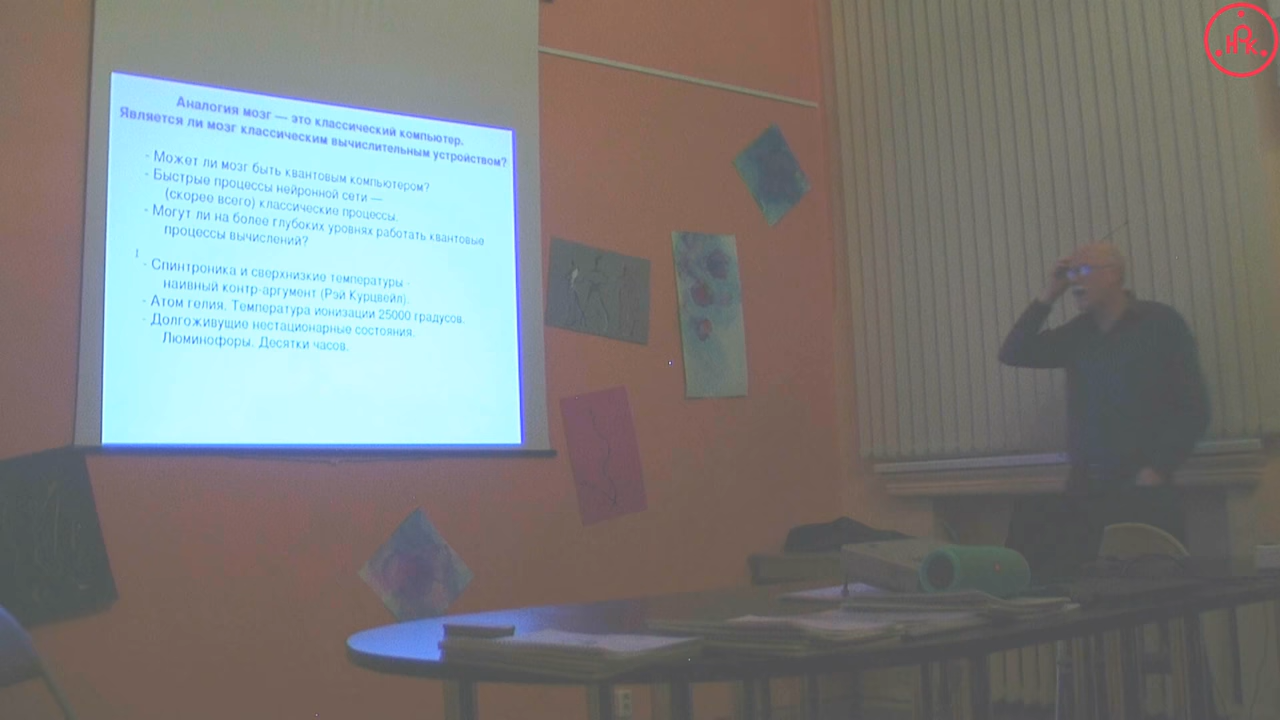 Аналогия мозг — это классический компьютер.
Является ли мозг классическим вычислительным устройством?
- Может ли мозг быть квантовым компьютером?
- Быстрые процессы нейронной сети —
(скорее всего) классические процессы.
- Могут ли на более глубоких уровнях работать квантовые
процессы вычислений?
- Спинтроника и сверхнизкие температуры -
наивный контр-аргумент (Рэй Курцвейл).
- Атом гелия. Температура ионизации 25000 градусов.
- Долгоживущие нестационарные состояния.
Люминофоры. Десятки часов.